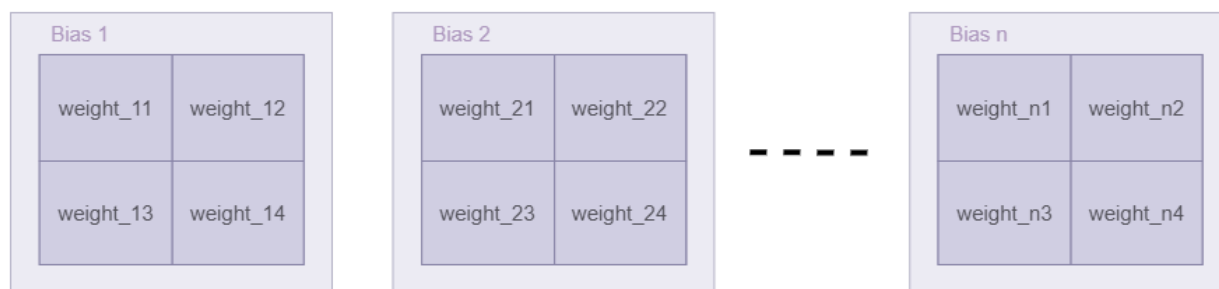 Bias 1
weight_11 weight_12
weight_13 weight_14
Bias 2
weight_21 weight_22
weight_23 weight_24
Bias n
weight_n1 weight_n2
weight_n3 weight_n4